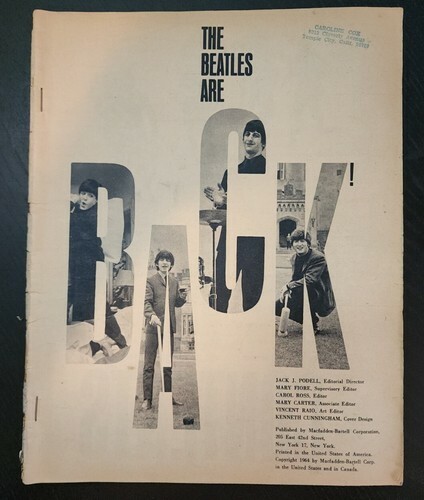 THE
BEATLES
ARE
CAROLINE
BACK!
JACK J. PODELL, Editorial Director
MARY FIORE, Supervisory Editor
CAROL ROSS, Editor
MARY CARTER, Associate Editor
VINCENT RAIO, Art Editor
KENNETH CUNNINGHAM, Cover Design
Published by Macfadden-Bartell Corporation,
205 East 42nd Street,
New York 17, New York.
Printed in the United States of America.
Copyright 1964 by Macfadden-Bartell Corp.
in the United States and in Canada.